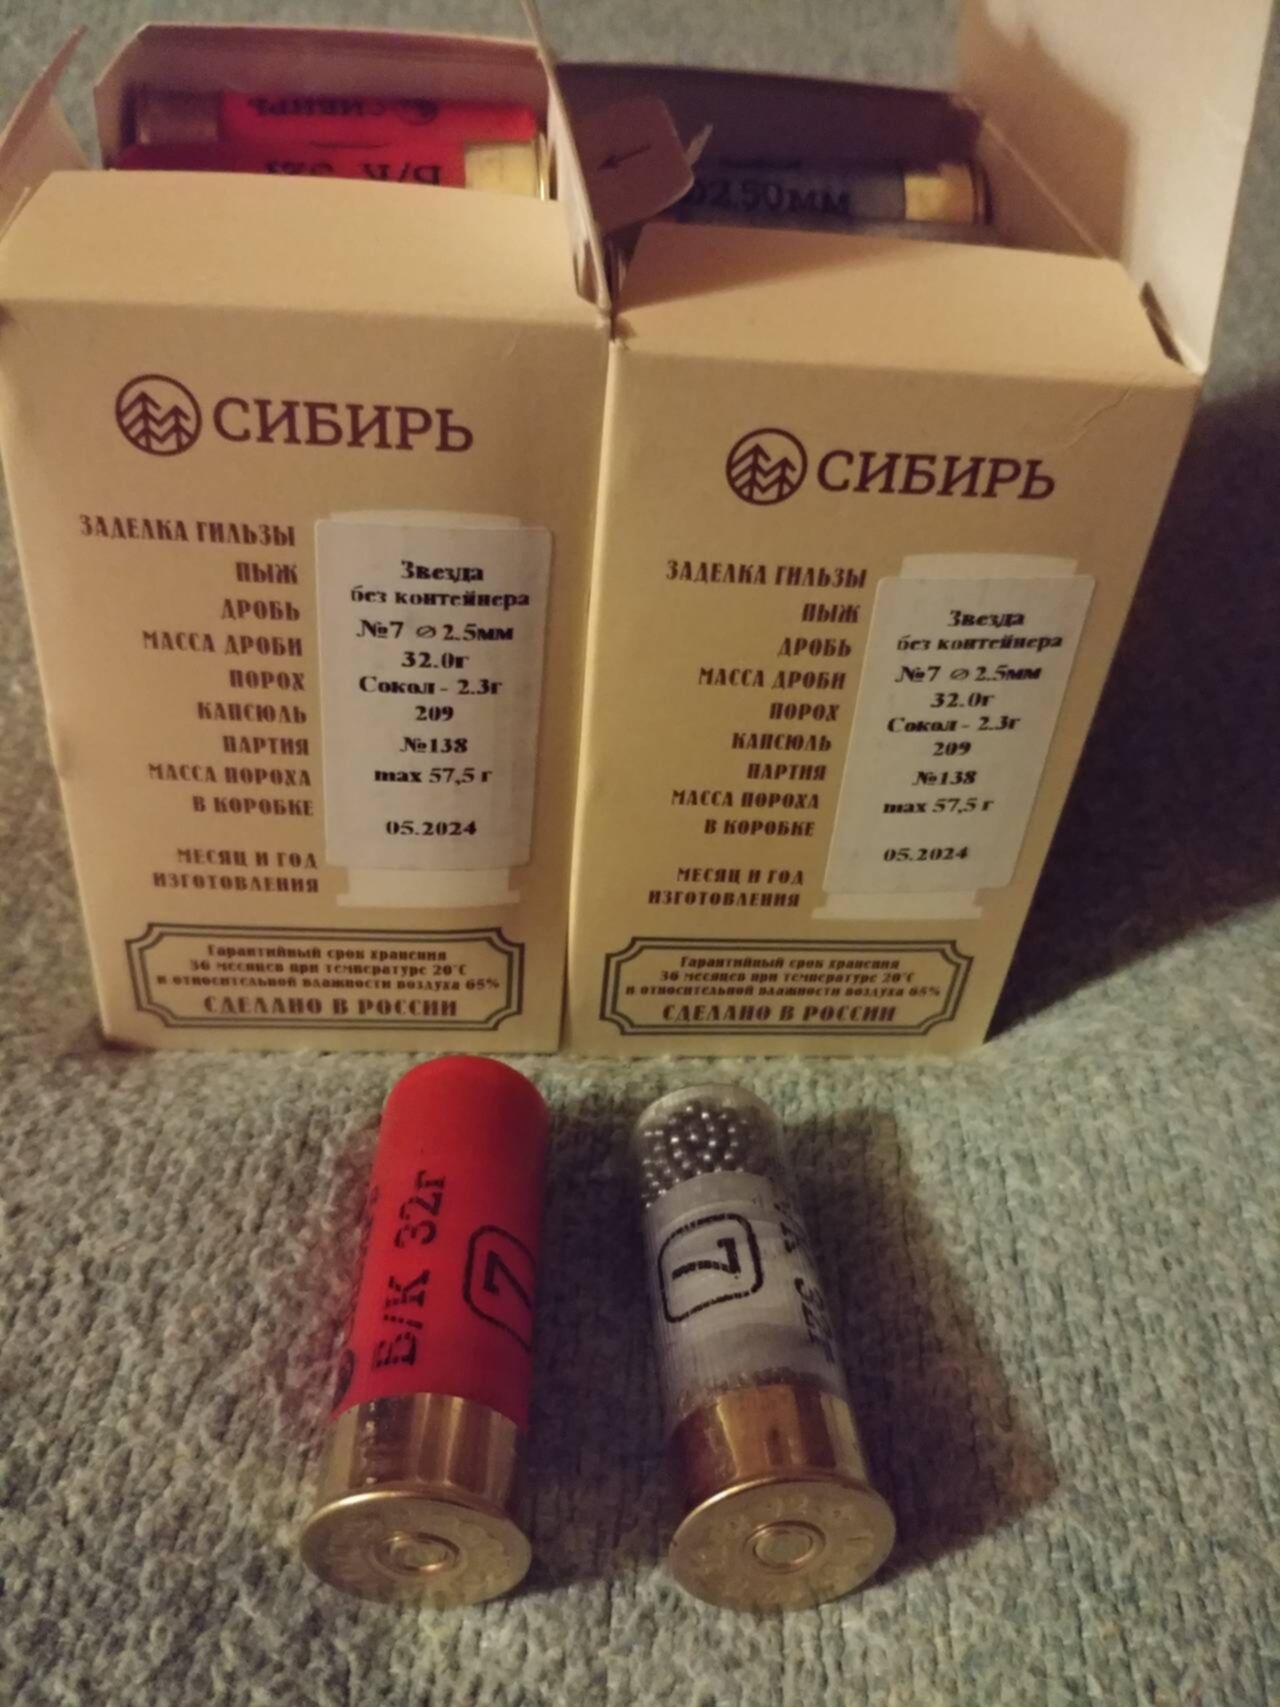 СИБИРЬ
Б/К 32г
02.50мм
СИБИРЬ
ЗАДЕЛКА ГИЛЬЗЫ
ПЫЖ
ДРОБЬ
МАССА ДРОБИ
ПОРОХ
КАПСЮЛЬ
ПАРТИЯ
МАССА ПОРОХА
В КОРОБКЕ
МЕСЯЦ И ГОД
ИЗГОТОВЛЕНИЯ
Звезда
без контейнера
№7 ⌀ 2.5мм
32.0г
Сокол - 2.3г
209
№138
max 57,5 г
05.2024
Гарантийный срок хранения
36 месяцев при температуре 20°С
и относительной влажности воздуха 65%
СДЕЛАНО В РОССИИ
СИБИРЬ
ЗАДЕЛКА ГИЛЬЗЫ
ПЫЖ
ДРОБЬ
МАССА ДРОБИ
ПОРОХ
КАПСЮЛЬ
ПАРТИЯ
МАССА ПОРОХА
В КОРОБКЕ
МЕСЯЦ И ГОД
ИЗГОТОВЛЕНИЯ
Звезда
без контейнера
№7 ⌀ 2.5мм
32.0г
Сокол - 2.3г
209
№138
max 57,5 г
05.2024
Гарантийный срок хранения
36 месяцев при температуре 20°С
и относительной влажности воздуха 65%
СДЕЛАНО В РОССИИ
Б/К 32г
7
7
12